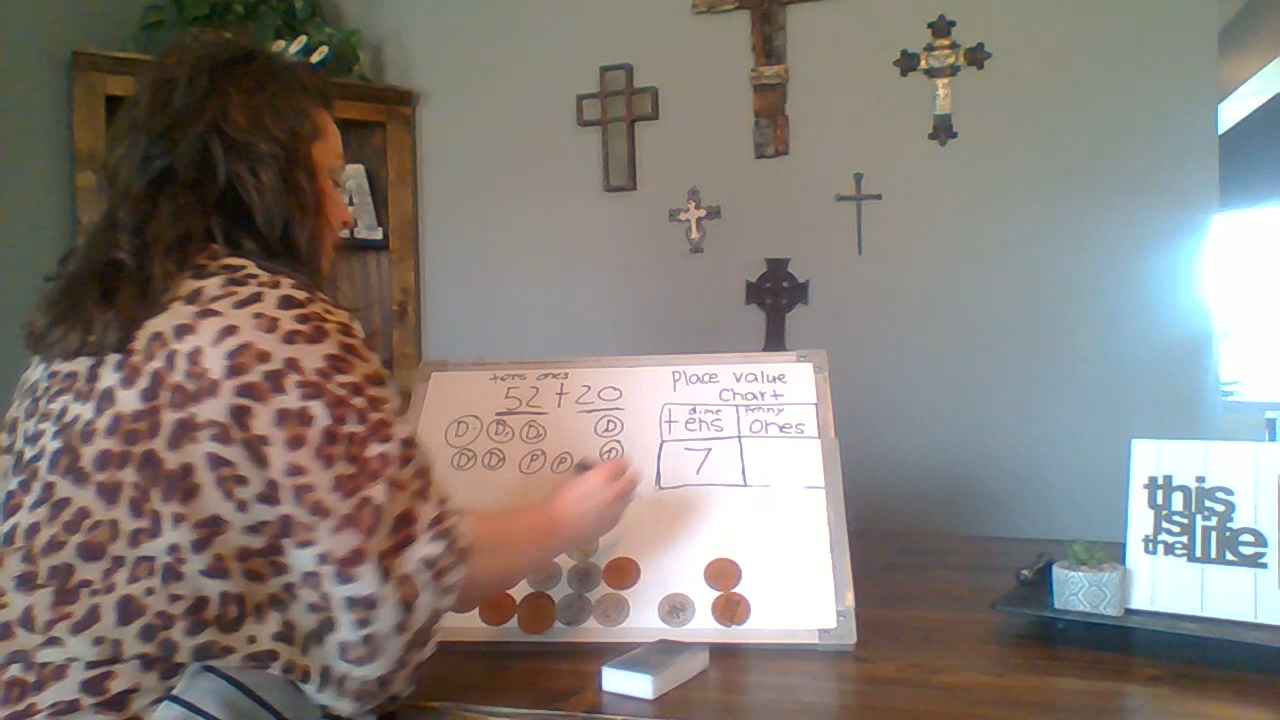 tens ones
52 + 20
D D D D
D D P P D
Place value
Chart
dime penny
tens ones
7
this
is
the life